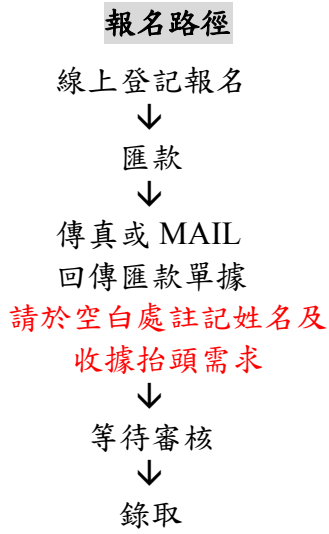 報名路徑
線上登記報名
↓
匯款
↓
傳真或 MAIL
回傳匯款單據
請於空白處註記姓名及
收據抬頭需求
↓
等待審核
↓
錄取